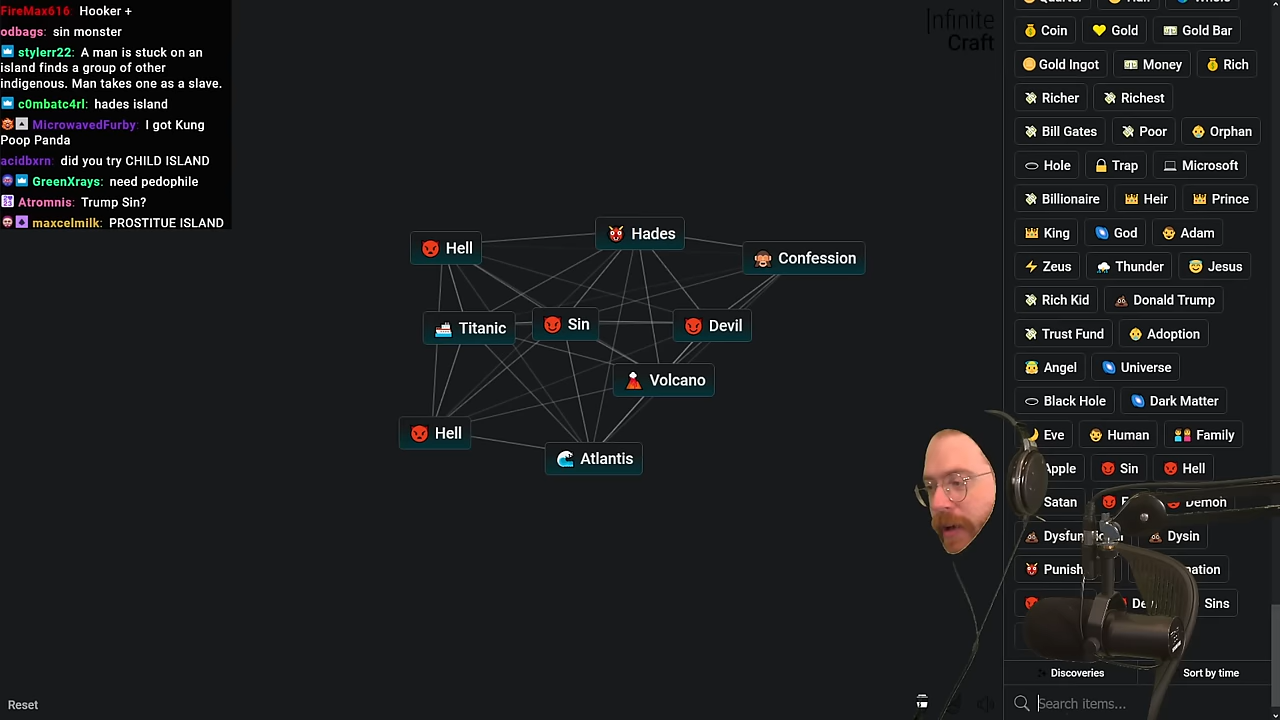 FireMax616 Hooker +
odbags: sin monster
stylerr22: A man is stuck on an
island finds a group of other
indigenous. Man takes one as a slave.
c0mbatc4rl: hades island
MicrowavedFurby: I got Kung
Poop Panda
acidbxrn: did you try CHILD ISLAND
GreenXrays: need pedophile
Atromnis: Trump Sin?
maxcelmilk: PROSTITUE ISLAND
Infinite
Craft
Hell
Hades
Confession
Titanic
Sin
Devil
Volcano
Hell
Atlantis
Coin Gold Gold Bar
Gold Ingot Money Rich
Richer Richest
Bill Gates Poor Orphan
Hole Trap Microsoft
Billionaire Heir Prince
King God Adam
Zeus Thunder Jesus
Rich Kid Donald Trump
Trust Fund Adoption
Angel Universe
Black Hole Dark Matter
Eve Human Family
Apple Sin Hell
Satan Demon
Dysin
Sins
Discoveries Sort by time
Search items...
Reset